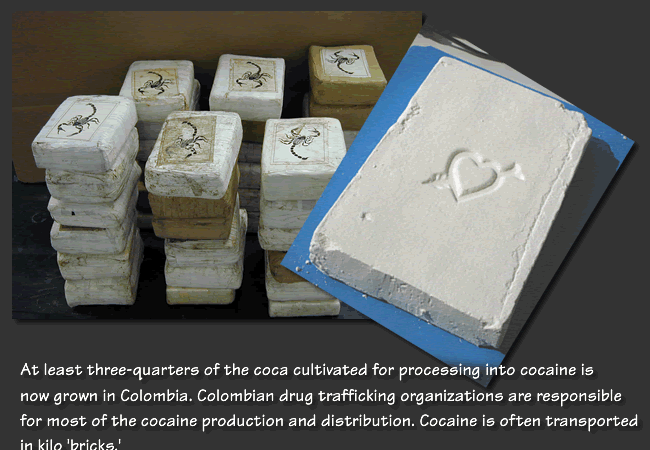 At least three-quarters of the coca cultivated for processing into cocaine is
now grown in Colombia. Colombian drug trafficking organizations are responsible
for most of the cocaine production and distribution. Cocaine is often transported
in kilo 'bricks.'